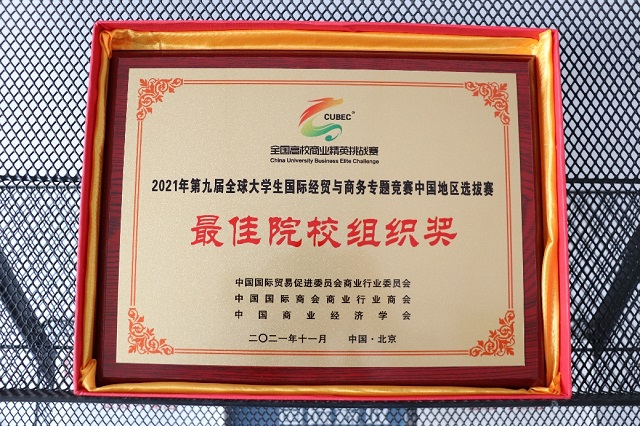 CUBEC®
全国高校商业精英挑战赛
China University Business Elite Challenge
2021年第九届全球大学生国际经贸与商务专题竞赛中国地区选拔赛
最佳院校组织奖
中国国际贸易促进委员会商业行业委员会
中国国际商会商业行业商会
中国商业经济学会
二〇二一年十一月 中国·北京